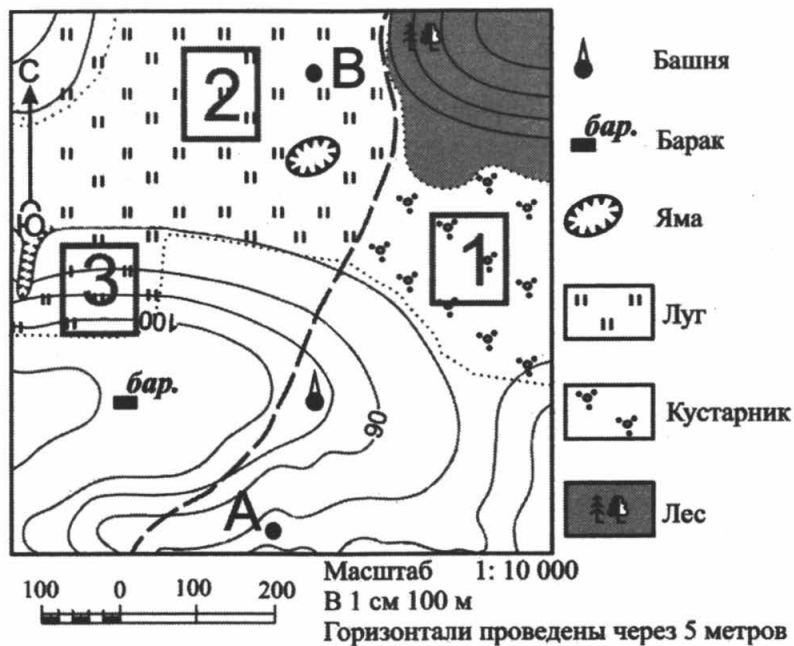 С
2
В
Ю
3
1
100
бар.
90
А
Башня
бар.
Барак
Яма
Луг
Кустарник
Лес
100 0 100 200
Масштаб 1: 10 000
В 1 см 100 м
Горизонтали проведены через 5 метров